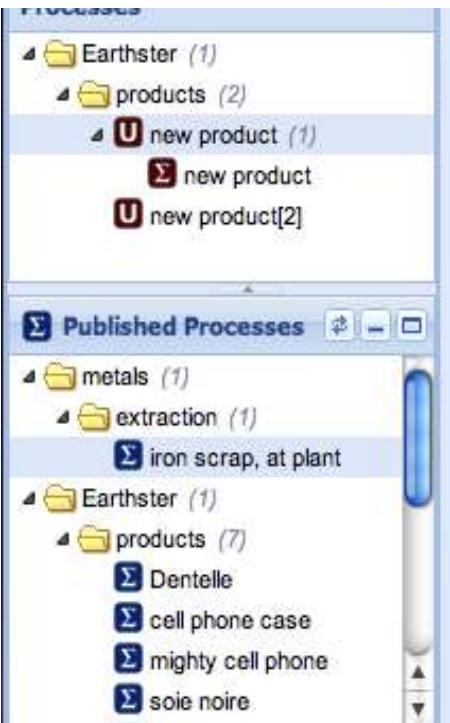 Processes
Earthster (1)
products (2)
U new product (1)
Σ new product
U new product[2]
Σ Published Processes
metals (1)
extraction (1)
Σ iron scrap, at plant
Earthster (1)
products (7)
Σ Dentelle
Σ cell phone case
Σ mighty cell phone
Σ soie noire